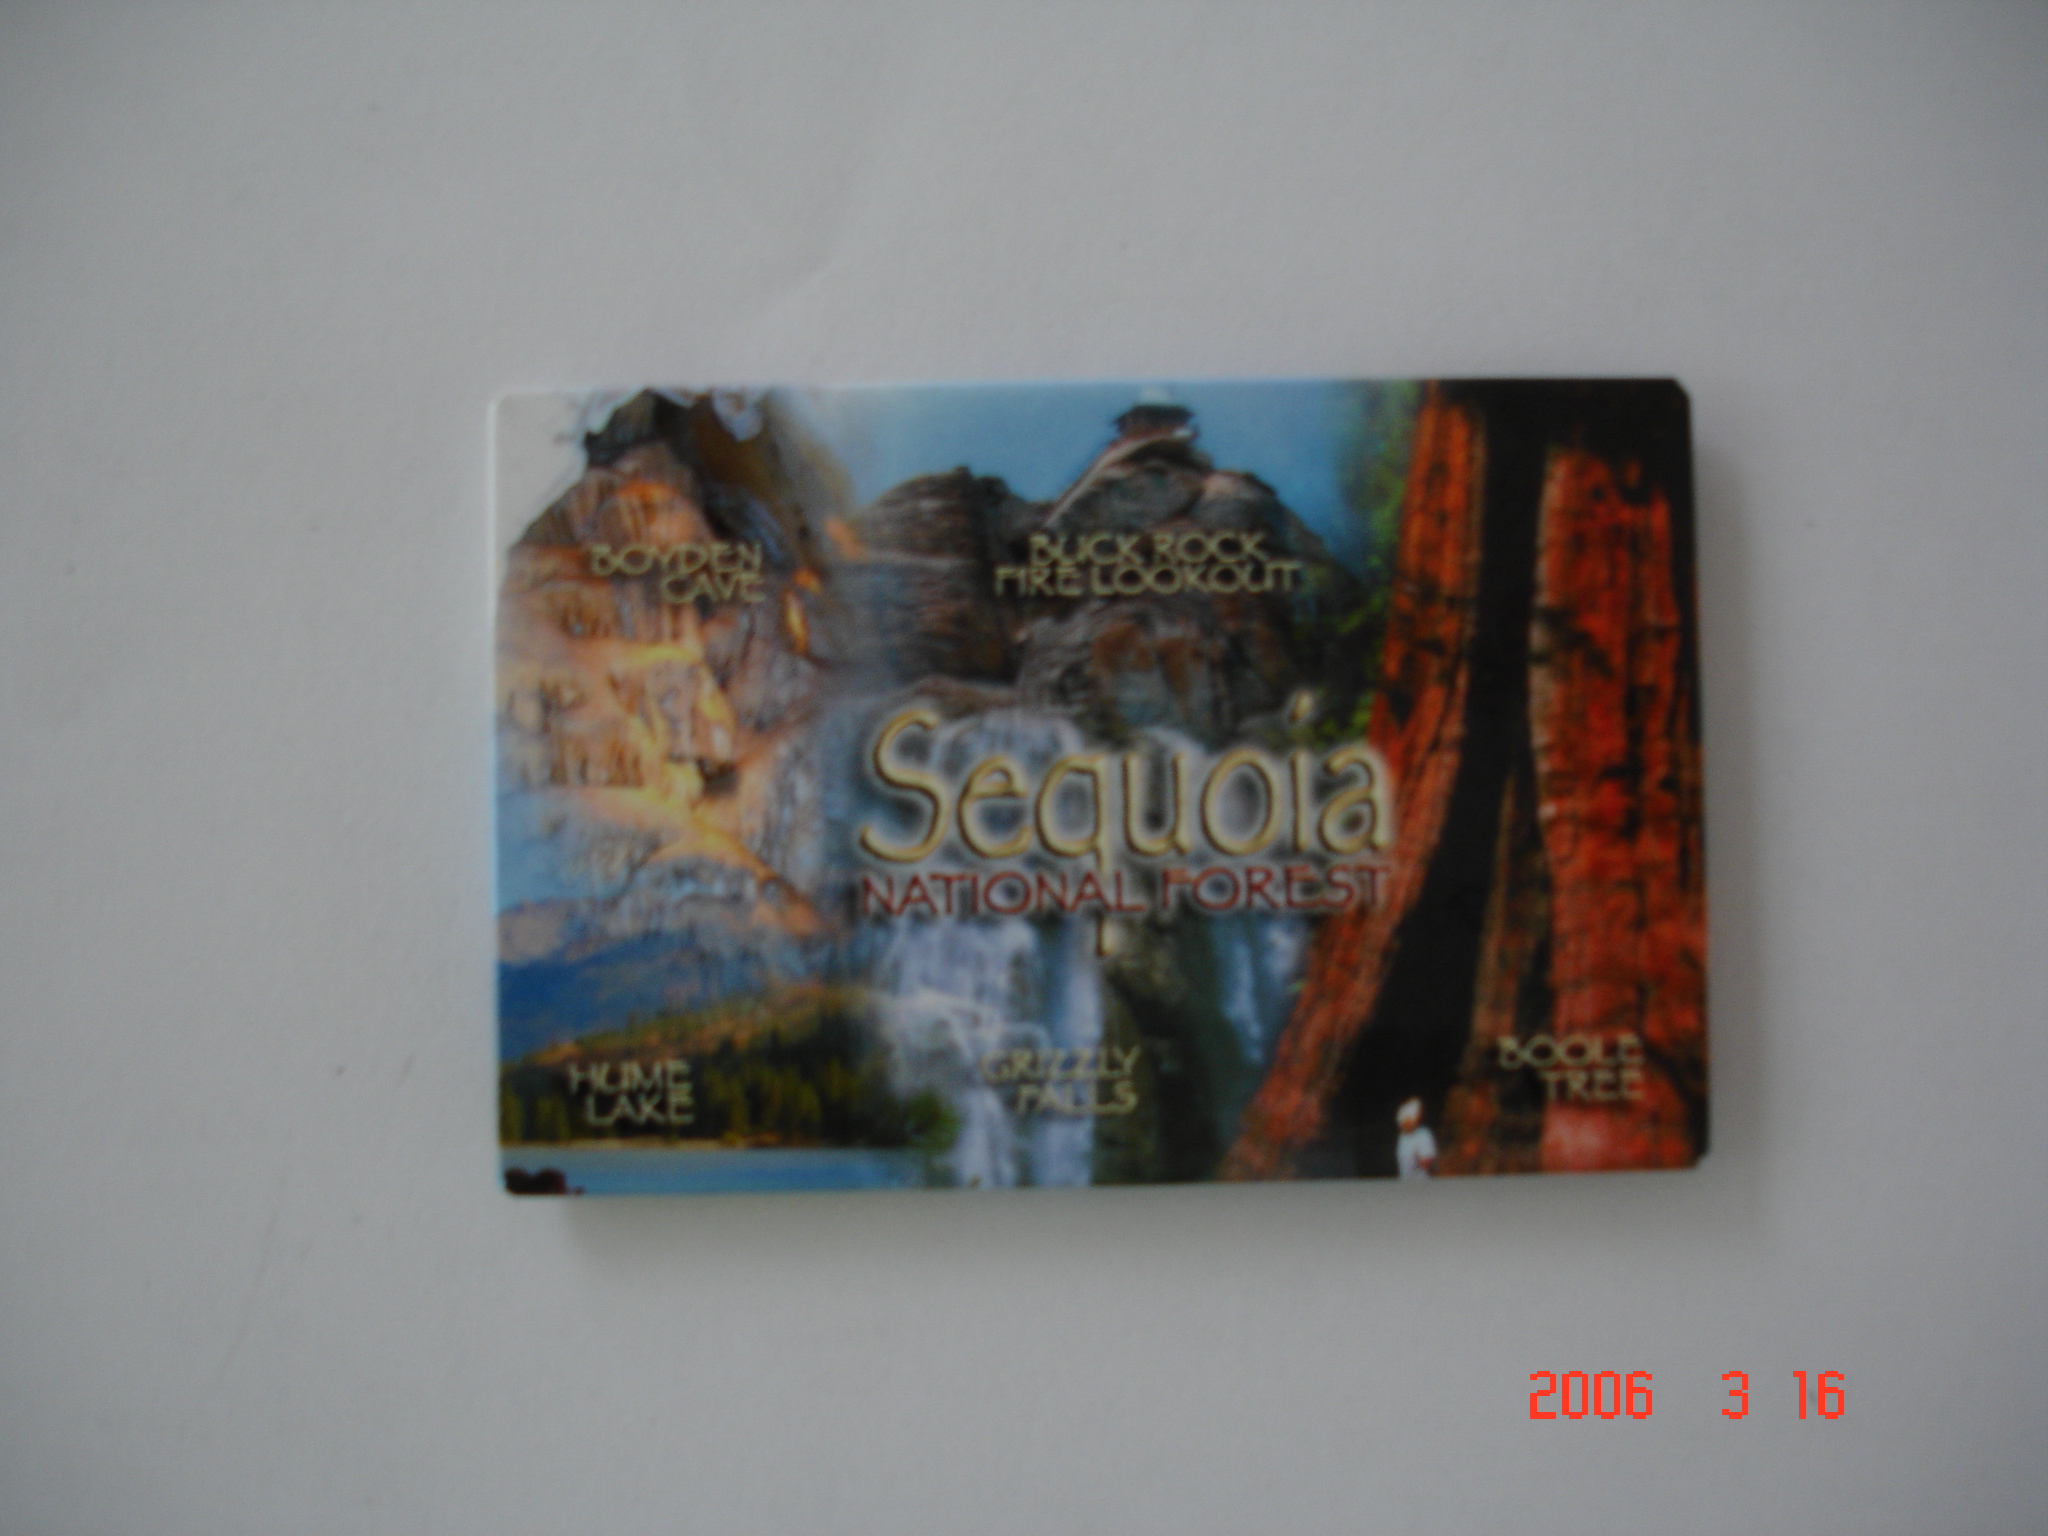 BOYDEN
CAVE
BUCK ROCK
FIRE LOOKOUT
Sequoia
NATIONAL FOREST
HUME
LAKE
GRIZZLY
FALLS
BOOLE
TREE
2006 3 16